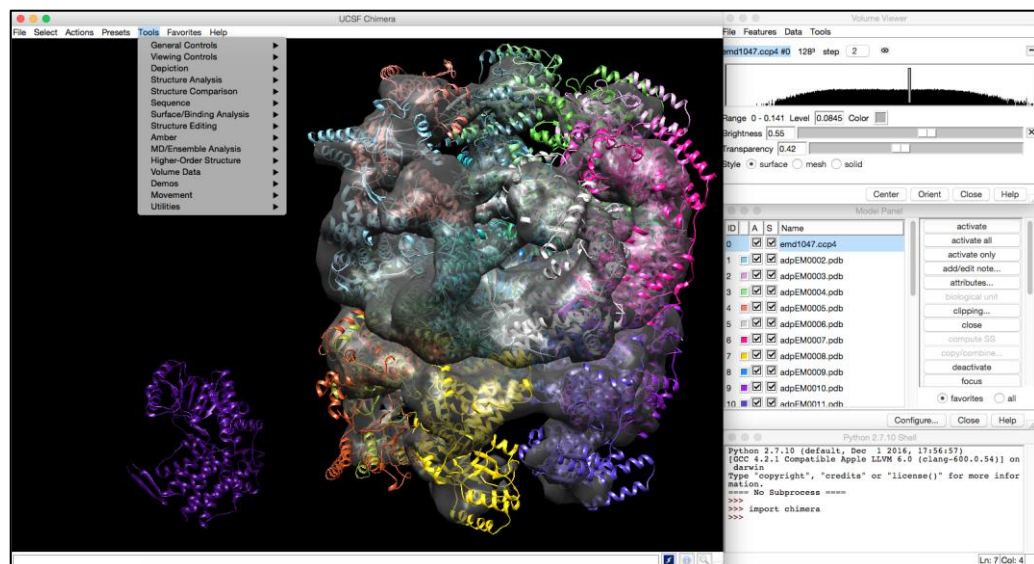 UCSF Chimera
File Select Actions Presets Tools Favorites Help
General Controls
Viewing Controls
Depiction
Structure Analysis
Structure Comparison
Sequence
Surface/Binding Analysis
Structure Editing
Amber
MD/Ensemble Analysis
Higher-Order Structure
Volume Data
Demos
Movement
Utilities
Volume Viewer
File Features Data Tools
emd1047.ccp4 #0 128³ step 2
Range 0 - 0.141 Level 0.0845 Color
Brightness 0.55
Transparency 0.42
Style surface mesh solid
Center Orient Close Help
Model Panel
ID A S Name
0 emd1047.ccp4
1 adpEM0002.pdb
2 adpEM0003.pdb
3 adpEM0004.pdb
4 adpEM0005.pdb
5 adpEM0006.pdb
6 adpEM0007.pdb
7 adpEM0008.pdb
8 adpEM0009.pdb
9 adpEM0010.pdb
10 adpEM0011.pdb
activate
activate all
activate only
add/edit note...
attributes...
biological unit
clipping...
close
compute SS
copy/combine...
deactivate
focus
favorites all
Configure... Close Help
Python 2.7.10 Shell
Python 2.7.10 (default, Dec 1 2016, 17:56:57)
[GCC 4.2.1 Compatible Apple LLVM 6.0 (clang-600.0.54)] on
darwin
Type "copyright", "credits" or "license()" for more infor
mation.
==== No Subprocess ====
>>>
>>> import chimera
>>>
Ln: 7 Col: 4